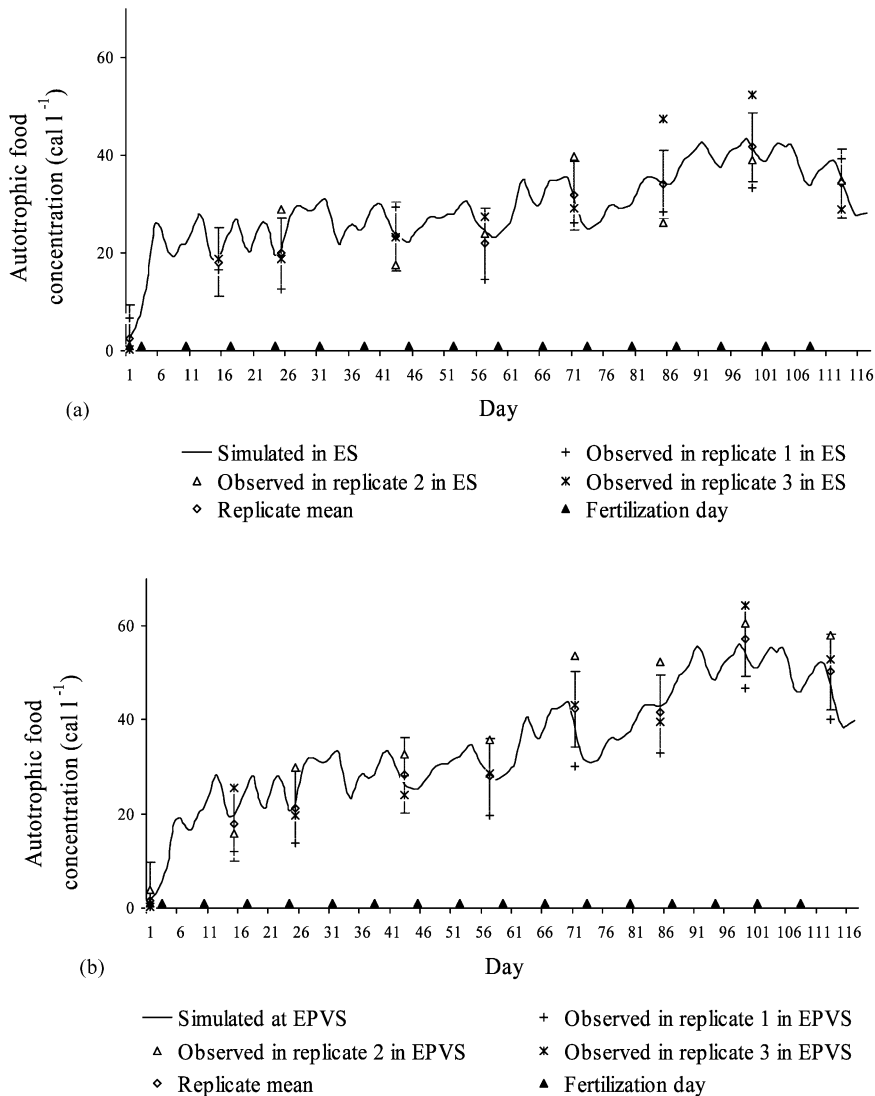 60
40
20
0
Autotrophic food
concentration (cal l⁻¹)
1 6 11 16 21 26 31 36 41 46 51 56 61 66 71 76 81 86 91 96 101 106 111 116
Day
(a)
Simulated in ES
Observed in replicate 1 in ES
Observed in replicate 2 in ES
Observed in replicate 3 in ES
Replicate mean
Fertilization day
60
40
20
0
Autotrophic food
concentration (cal l⁻¹)
1 6 11 16 21 26 31 36 41 46 51 56 61 66 71 76 81 86 91 96 101 106 111 116
Day
(b)
Simulated at EPVS
Observed in replicate 1 in EPVS
Observed in replicate 2 in EPVS
Observed in replicate 3 in EPVS
Replicate mean
Fertilization day